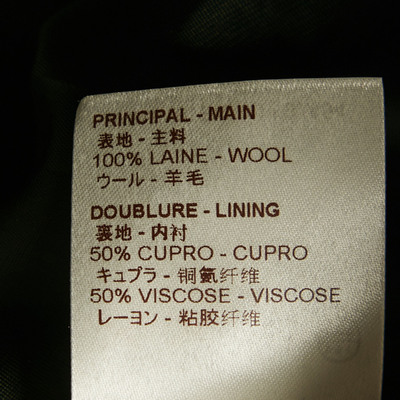 PRINCIPAL - MAIN
表地 - 主料
100% LAINE - WOOL
ウール - 羊毛
DOUBLURE - LINING
裏地 - 内衬
50% CUPRO - CUPRO
キュプラ - 铜氨纤维
50% VISCOSE - VISCOSE
レーヨン - 粘胶纤维